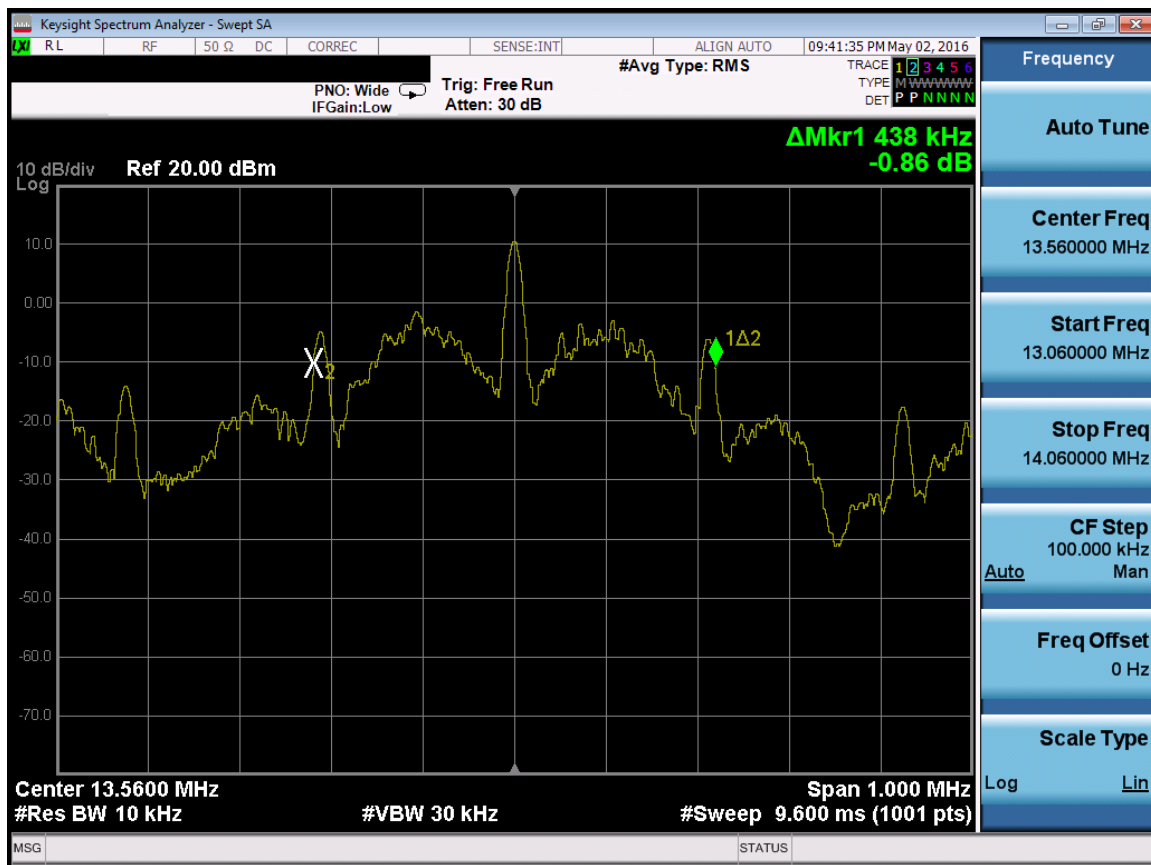 Keysight Spectrum Analyzer - Swept SA
LXI RL RF 50 Ω DC CORREC SENSE:INT ALIGN AUTO 09:41:35 PM May 02, 2016
PNO: Wide
IFGain:Low
Trig: Free Run
Atten: 30 dB
#Avg Type: RMS
TRACE 1 2 3 4 5 6
TYPE M WWWWW
DET P P N N N N
ΔMkr1 438 kHz
-0.86 dB
10 dB/div Ref 20.00 dBm
Log
10.0
0.00
-10.0
-20.0
-30.0
-40.0
-50.0
-60.0
-70.0
X2
1Δ2
Center 13.5600 MHz Span 1.000 MHz
#Res BW 10 kHz #VBW 30 kHz #Sweep 9.600 ms (1001 pts)
MSG STATUS
Frequency
Auto Tune
Center Freq
13.560000 MHz
Start Freq
13.060000 MHz
Stop Freq
14.060000 MHz
CF Step
100.000 kHz
Auto Man
Freq Offset
0 Hz
Scale Type
Log Lin